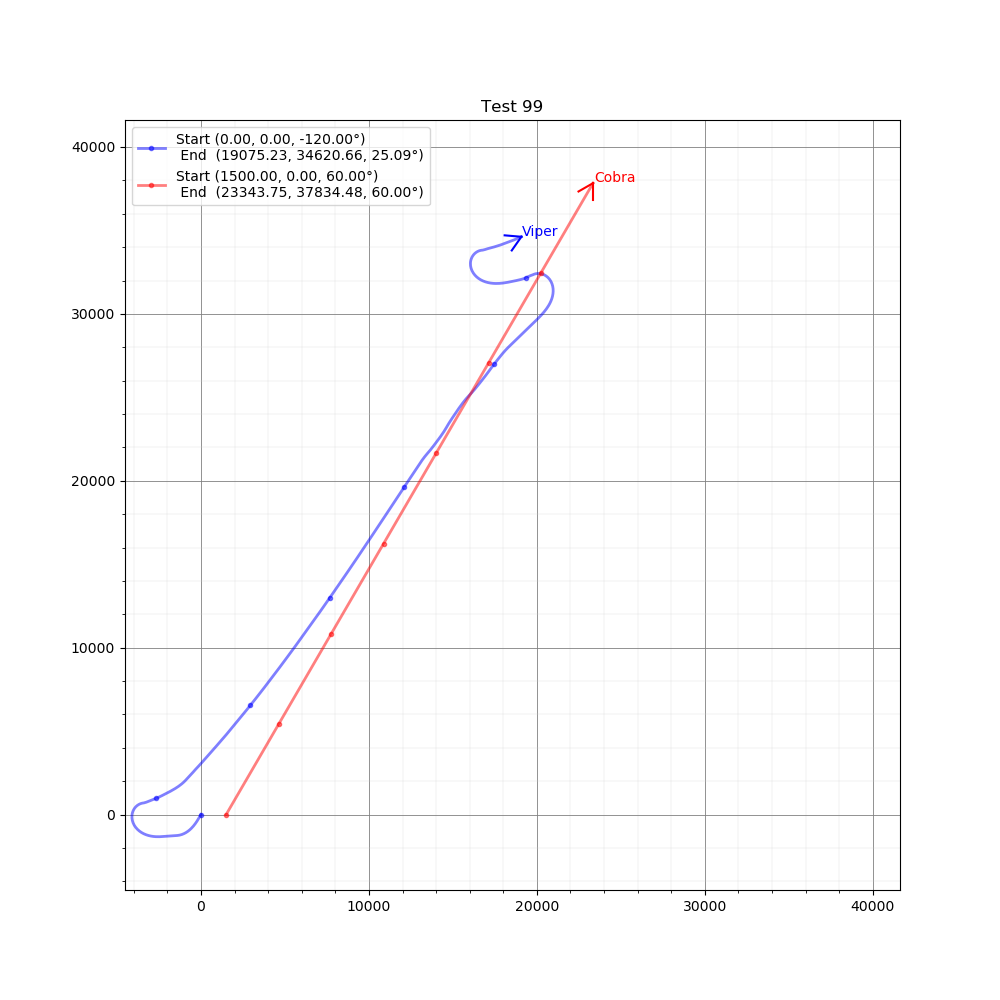 Test 99
Start (0.00, 0.00, -120.00°)
End (19075.23, 34620.66, 25.09°)
Start (1500.00, 0.00, 60.00°)
End (23343.75, 37834.48, 60.00°)
Cobra
Viper
40000
30000
20000
10000
0
0
10000
20000
30000
40000